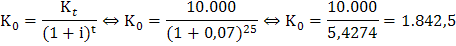 K₀ = Kₜ / (1 + i)ᵗ ⇔ K₀ = 10.000 / (1 + 0,07)²⁵ ⇔ K₀ = 10.000 / 5,4274 = 1.842,5